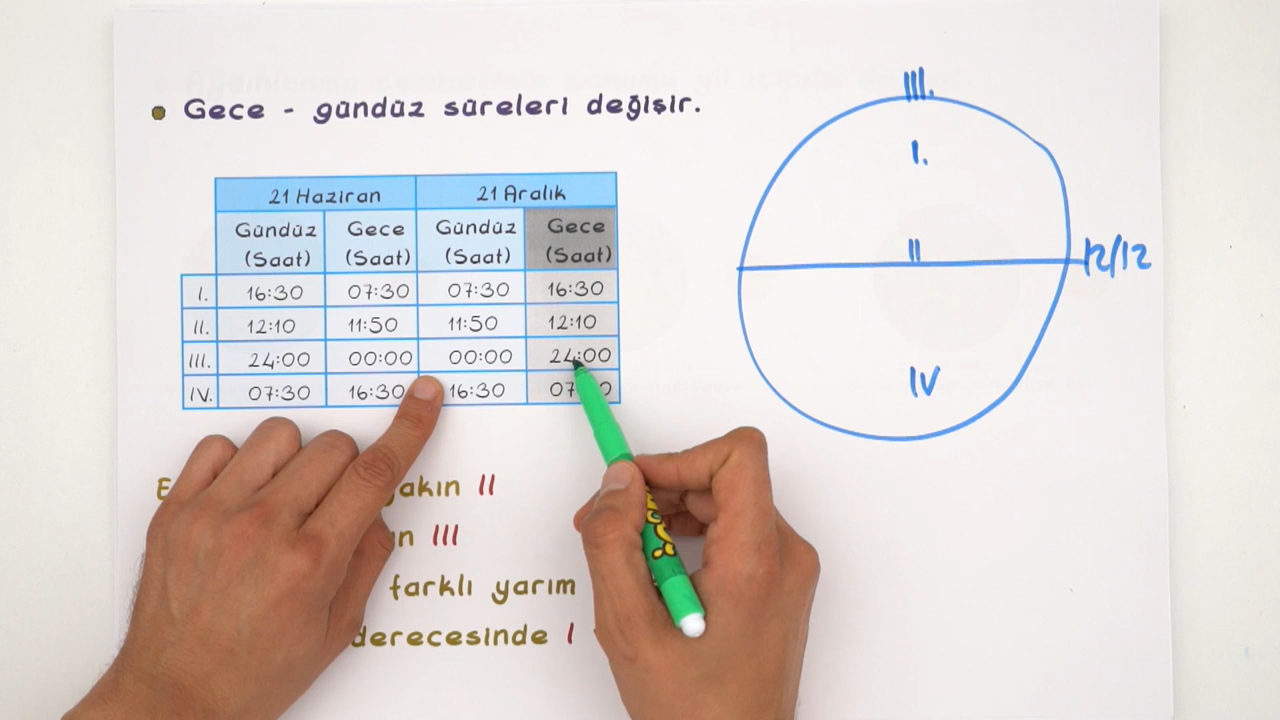 Gece - gündüz süreleri değişir.
21 Haziran 21 Aralık
Gündüz (Saat) Gece (Saat) Gündüz (Saat) Gece (Saat)
I. 16:30 07:30 07:30 16:30
II. 12:10 11:50 11:50 12:10
III. 24:00 00:00 00:00 24:00
IV. 07:30 16:30 16:30
II
III
farklı yarım
derecesinde I
III.
I.
II
12/12
IV